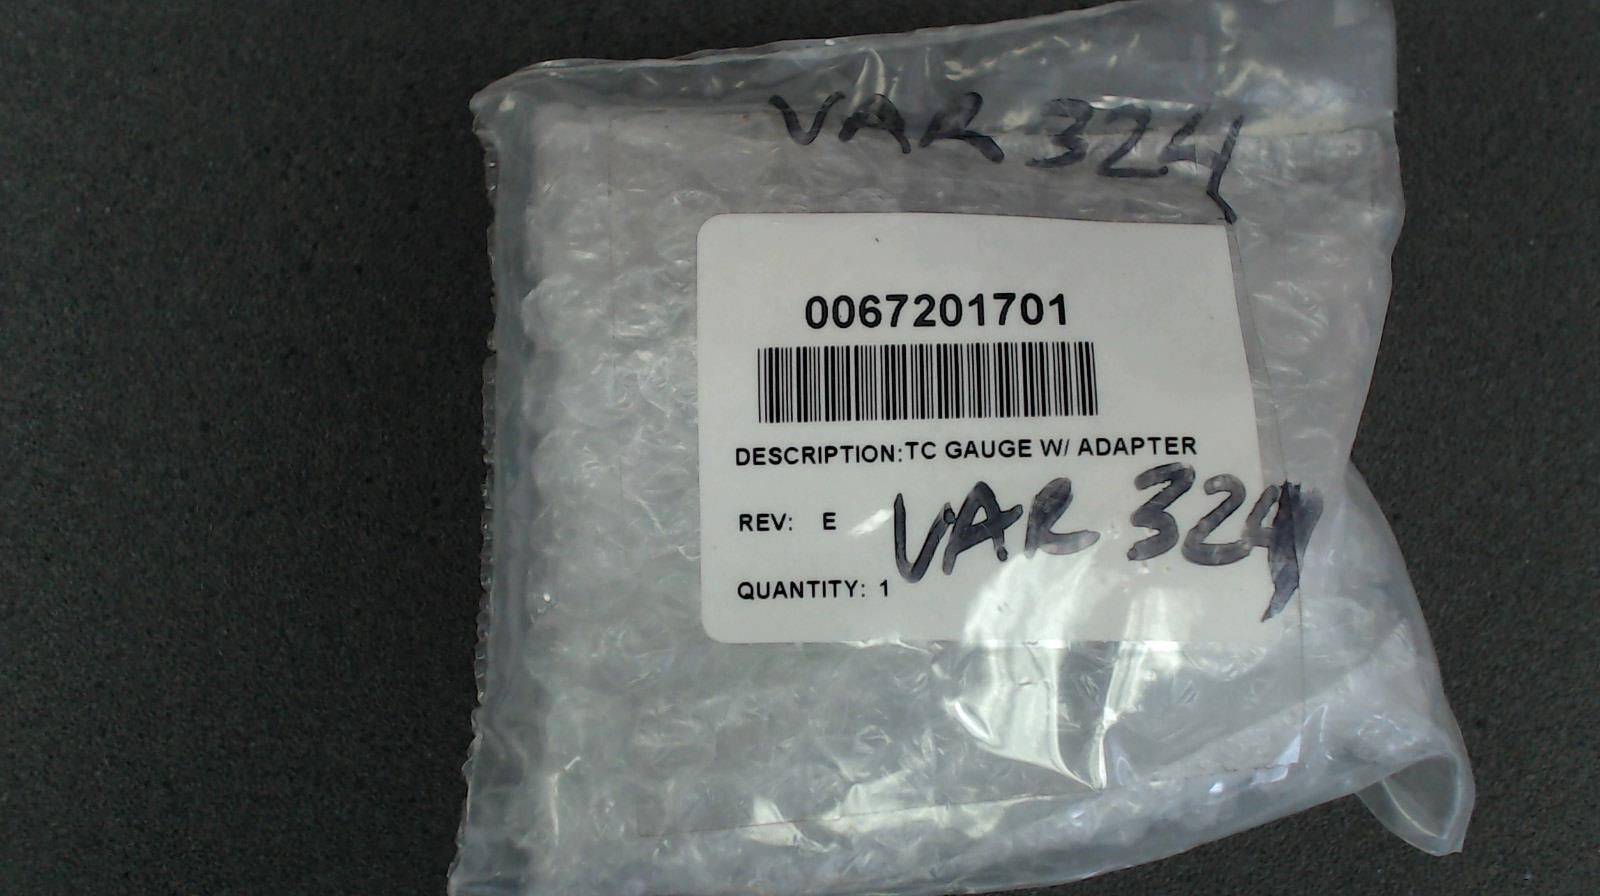 VAR 324
0067201701
DESCRIPTION:TC GAUGE W/ ADAPTER
REV: E
VAR 324
QUANTITY: 1